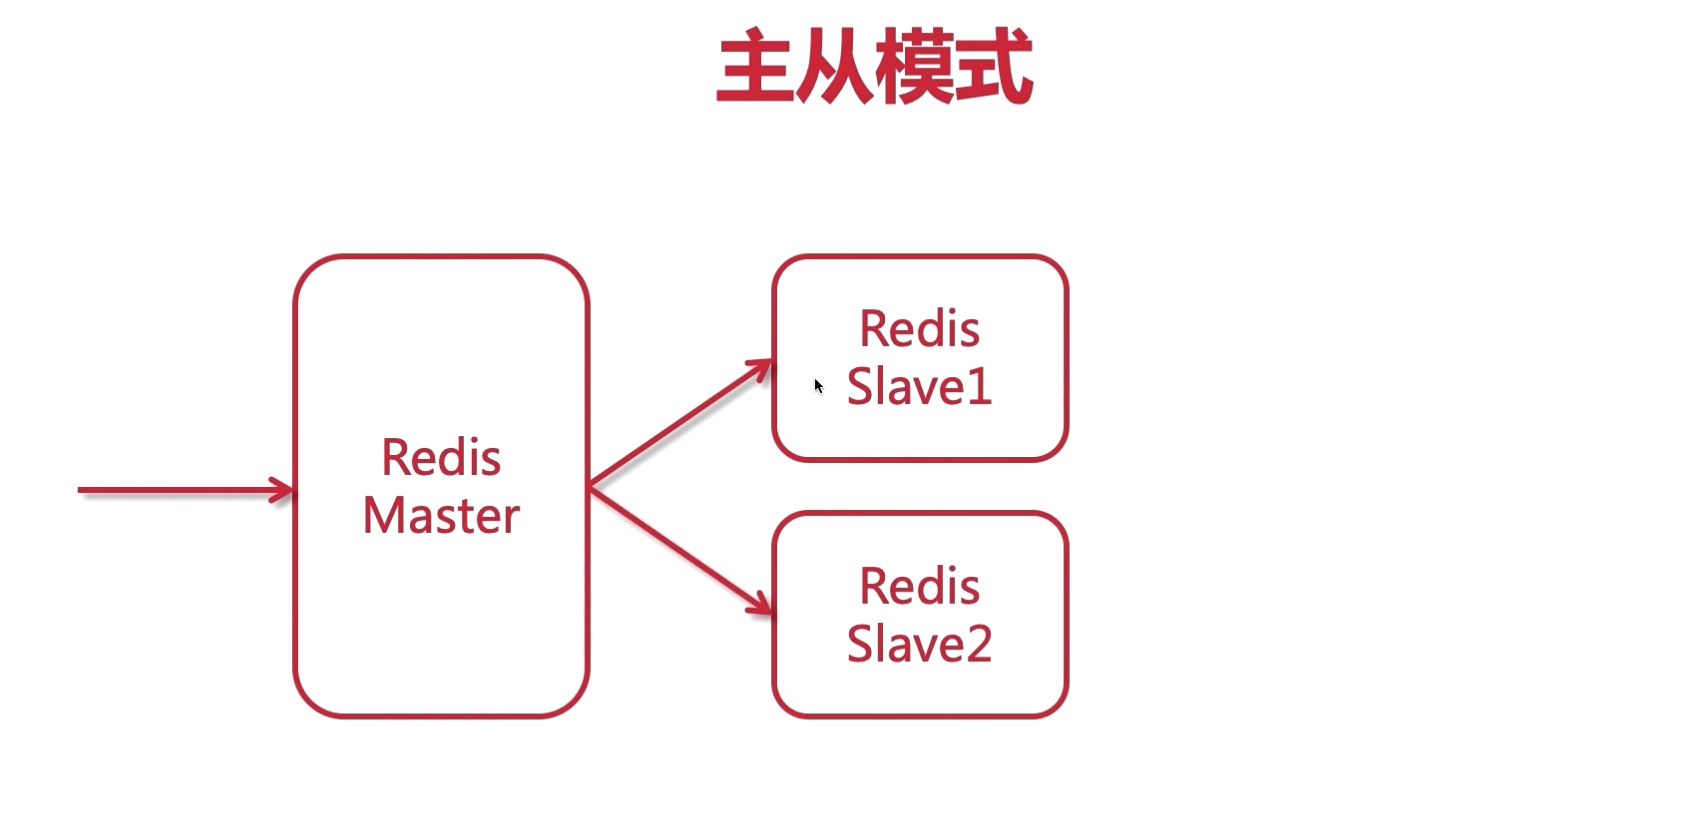 主从模式
Redis
Master
Redis
Slave1
Redis
Slave2